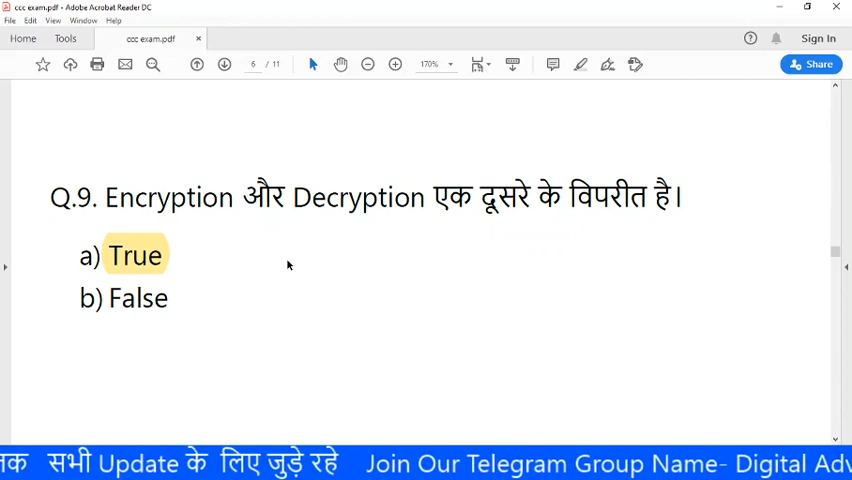 ccc exam.pdf - Adobe Acrobat Reader DC
File Edit View Window Help
Home Tools ccc exam.pdf × Sign In
6 / 11 170% Share
Q.9. Encryption और Decryption एक दूसरे के विपरीत है।
a) True
b) False
तक सभी Update के लिए जुड़े रहे Join Our Telegram Group Name- Digital Adv